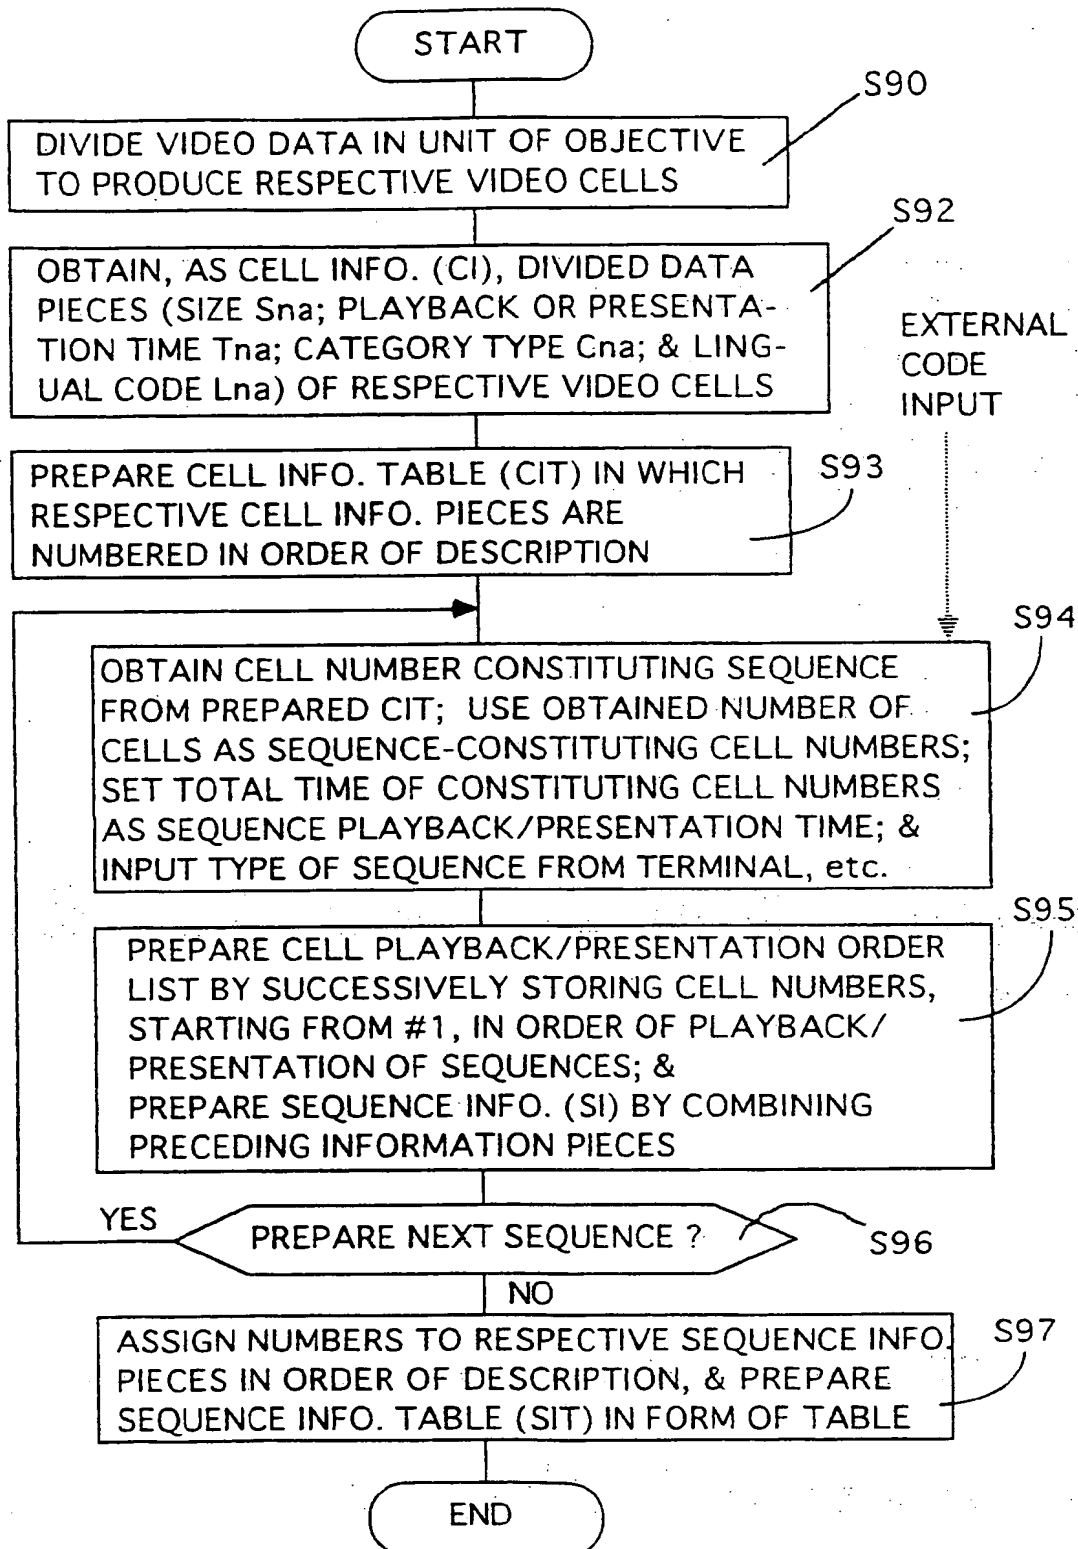 START
S90
DIVIDE VIDEO DATA IN UNIT OF OBJECTIVE
TO PRODUCE RESPECTIVE VIDEO CELLS
S92
OBTAIN, AS CELL INFO. (CI), DIVIDED DATA
PIECES (SIZE Sna; PLAYBACK OR PRESENTA-
TION TIME Tna; CATEGORY TYPE Cna; & LING-
UAL CODE Lna) OF RESPECTIVE VIDEO CELLS
EXTERNAL
CODE
INPUT
PREPARE CELL INFO. TABLE (CIT) IN WHICH
RESPECTIVE CELL INFO. PIECES ARE
NUMBERED IN ORDER OF DESCRIPTION
S93
S94
OBTAIN CELL NUMBER CONSTITUTING SEQUENCE
FROM PREPARED CIT; USE OBTAINED NUMBER OF
CELLS AS SEQUENCE-CONSTITUTING CELL NUMBERS;
SET TOTAL TIME OF CONSTITUTING CELL NUMBERS
AS SEQUENCE PLAYBACK/PRESENTATION TIME; &
INPUT TYPE OF SEQUENCE FROM TERMINAL, etc.
S95
PREPARE CELL PLAYBACK/PRESENTATION ORDER
LIST BY SUCCESSIVELY STORING CELL NUMBERS,
STARTING FROM #1, IN ORDER OF PLAYBACK/
PRESENTATION OF SEQUENCES; &
PREPARE SEQUENCE INFO. (SI) BY COMBINING
PRECEDING INFORMATION PIECES
YES
PREPARE NEXT SEQUENCE ?
S96
NO
ASSIGN NUMBERS TO RESPECTIVE SEQUENCE INFO.
PIECES IN ORDER OF DESCRIPTION, & PREPARE
SEQUENCE INFO. TABLE (SIT) IN FORM OF TABLE
S97
END